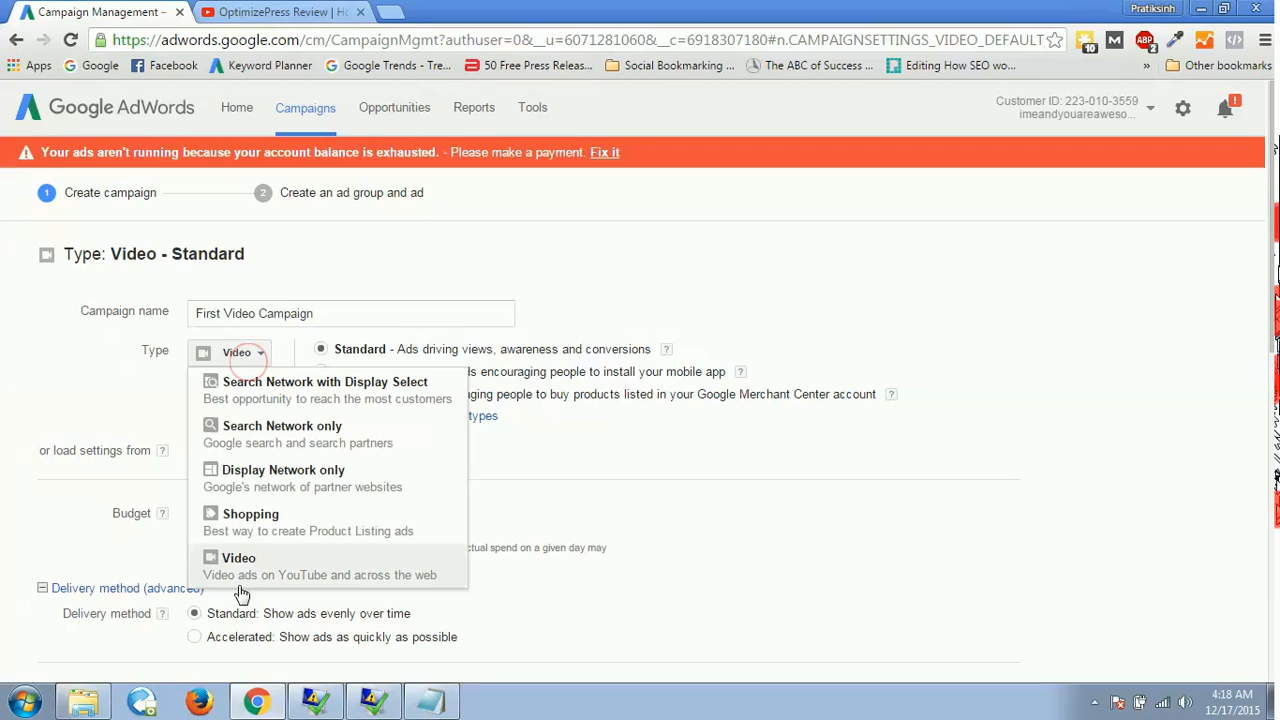 Campaign Management –
OptimizePress Review | Ho
Pratiksinh
https://adwords.google.com/cm/CampaignMgmt?authuser=0&__u=6071281060&__c=6918307180#n.CAMPAIGNSETTINGS_VIDEO_DEFAULT
10
2
Apps
Google
Facebook
Keyword Planner
Google Trends - Tre...
50 Free Press Releas...
Social Bookmarking ...
The ABC of Success ...
Editing How SEO wo...
»
Other bookmarks
Google AdWords
Home
Campaigns
Opportunities
Reports
Tools
Customer ID: 223-010-3559
imeandyouareaweso...
Your ads aren't running because your account balance is exhausted. - Please make a payment. Fix it
1 Create campaign
2 Create an ad group and ad
Type: Video - Standard
Campaign name
First Video Campaign
Type
Video
Standard - Ads driving views, awareness and conversions ?
ds encouraging people to install your mobile app ?
raging people to buy products listed in your Google Merchant Center account ?
types
Search Network with Display Select
Best opportunity to reach the most customers
Search Network only
Google search and search partners
Display Network only
Google's network of partner websites
Shopping
Best way to create Product Listing ads
Video
Video ads on YouTube and across the web
or load settings from ?
Budget ?
ctual spend on a given day may
Delivery method (advanced)
Delivery method ?
Standard: Show ads evenly over time
Accelerated: Show ads as quickly as possible
4:18 AM
12/17/2015